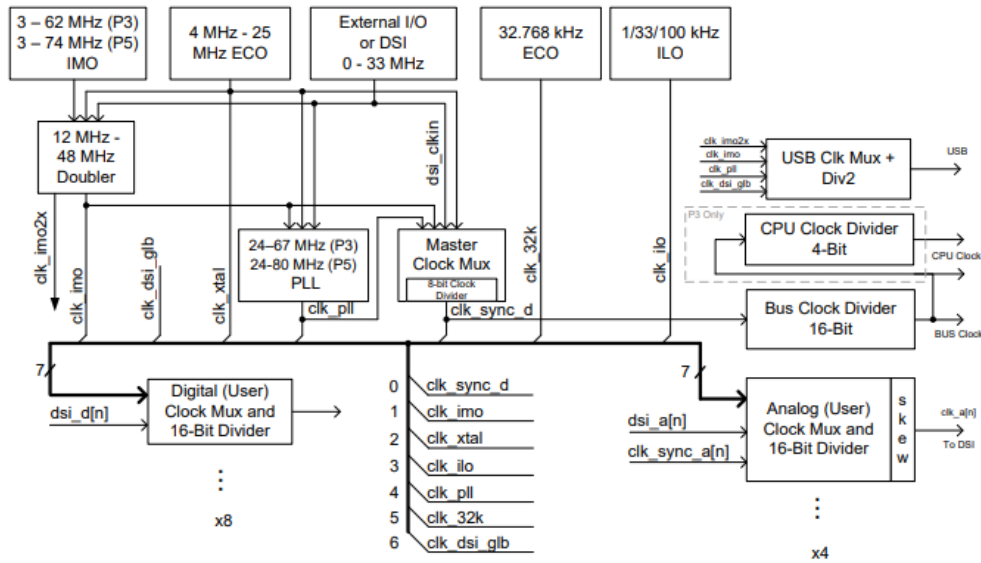 3 – 62 MHz (P3)
3 – 74 MHz (P5)
IMO
4 MHz - 25
MHz ECO
External I/O
or DSI
0 - 33 MHz
32.768 kHz
ECO
1/33/100 kHz
ILO
12 MHz -
48 MHz
Doubler
dsi_clkin
clk_imo2x
clk_imo
clk_dsi_glb
clk_xtal
24–67 MHz (P3)
24-80 MHz (P5)
PLL
clk_pll
Master
Clock Mux
8-bit Clock
Divider
clk_sync_d
clk_32k
clk_ilo
clk_imo2x
clk_imo
clk_pll
clk_dsi_glb
USB Clk Mux +
Div2
USB
P3 Only
CPU Clock Divider
4-Bit
CPU Clock
Bus Clock Divider
16-Bit
BUS Clock
7
dsi_d[n]
Digital (User)
Clock Mux and
16-Bit Divider
x8
0 clk_sync_d
1 clk_imo
2 clk_xtal
3 clk_ilo
4 clk_pll
5 clk_32k
6 clk_dsi_glb
7
dsi_a[n]
clk_sync_a[n]
Analog (User)
Clock Mux and
16-Bit Divider
skew
clk_a[n]
To DSI
x4